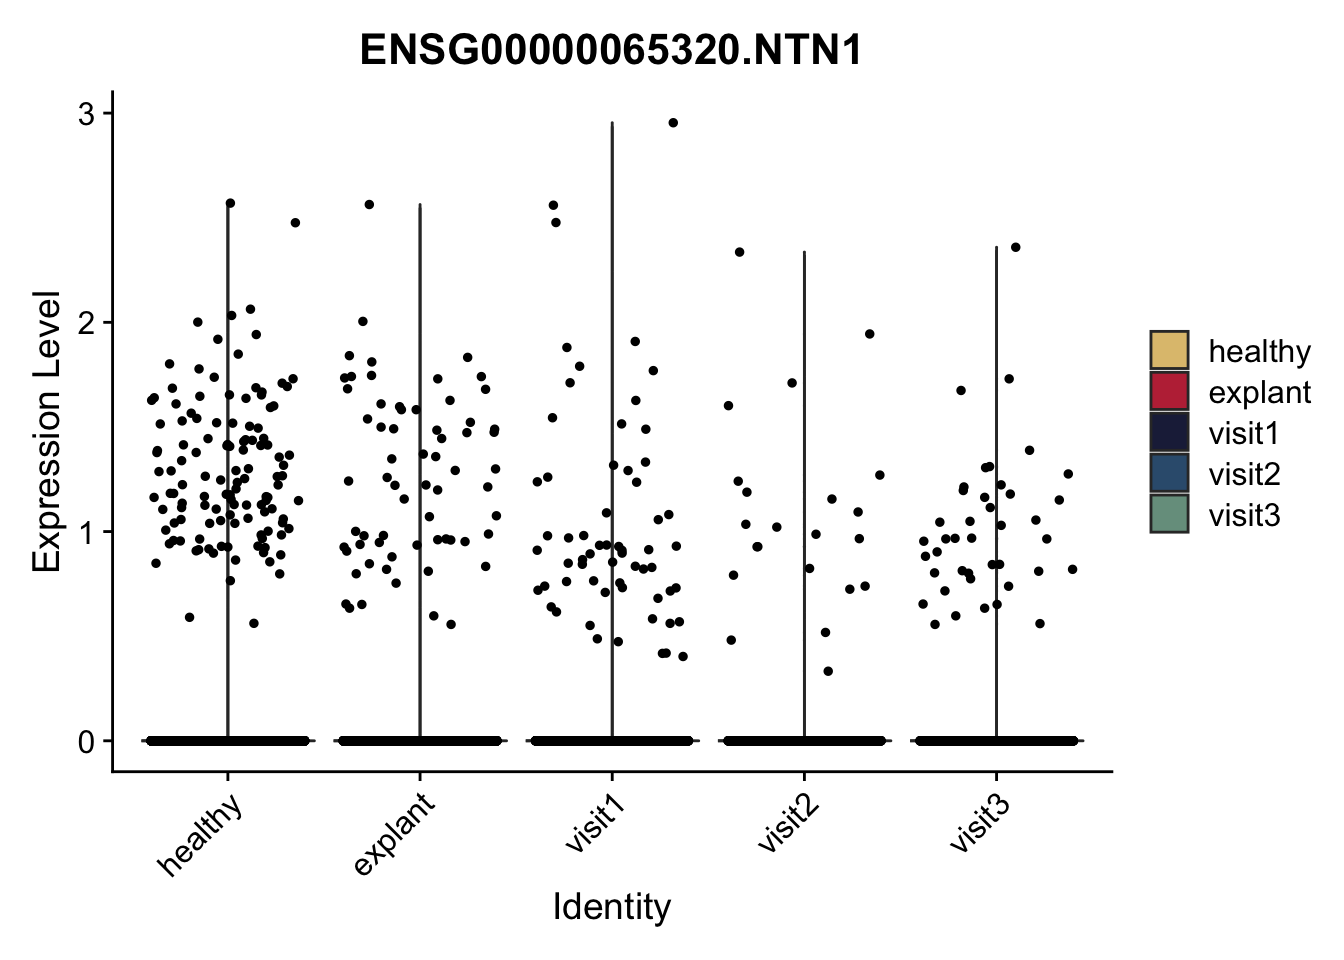 ENSG00000065320.NTN1
Expression Level
3
2
1
0
healthy
explant
visit1
visit2
visit3
Identity
healthy
explant
visit1
visit2
visit3